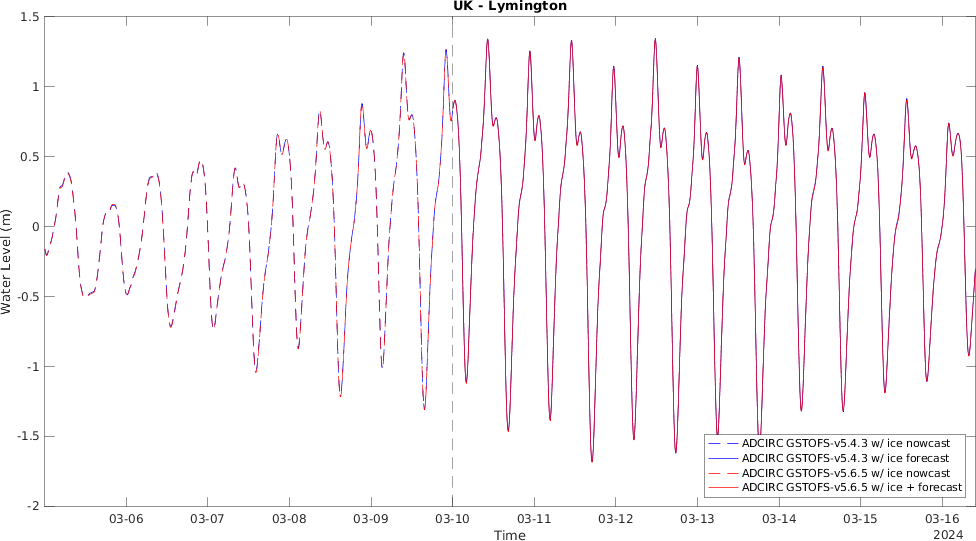 UK - Lymington
1.5
1
0.5
0
-0.5
-1
-1.5
-2
Water Level (m)
ADCIRC GSTOFS-v5.4.3 w/ ice nowcast
ADCIRC GSTOFS-v5.4.3 w/ ice forecast
ADCIRC GSTOFS-v5.6.5 w/ ice nowcast
ADCIRC GSTOFS-v5.6.5 w/ ice + forecast
03-06 03-07 03-08 03-09 03-10 03-11 03-12 03-13 03-14 03-15 03-16
Time
2024